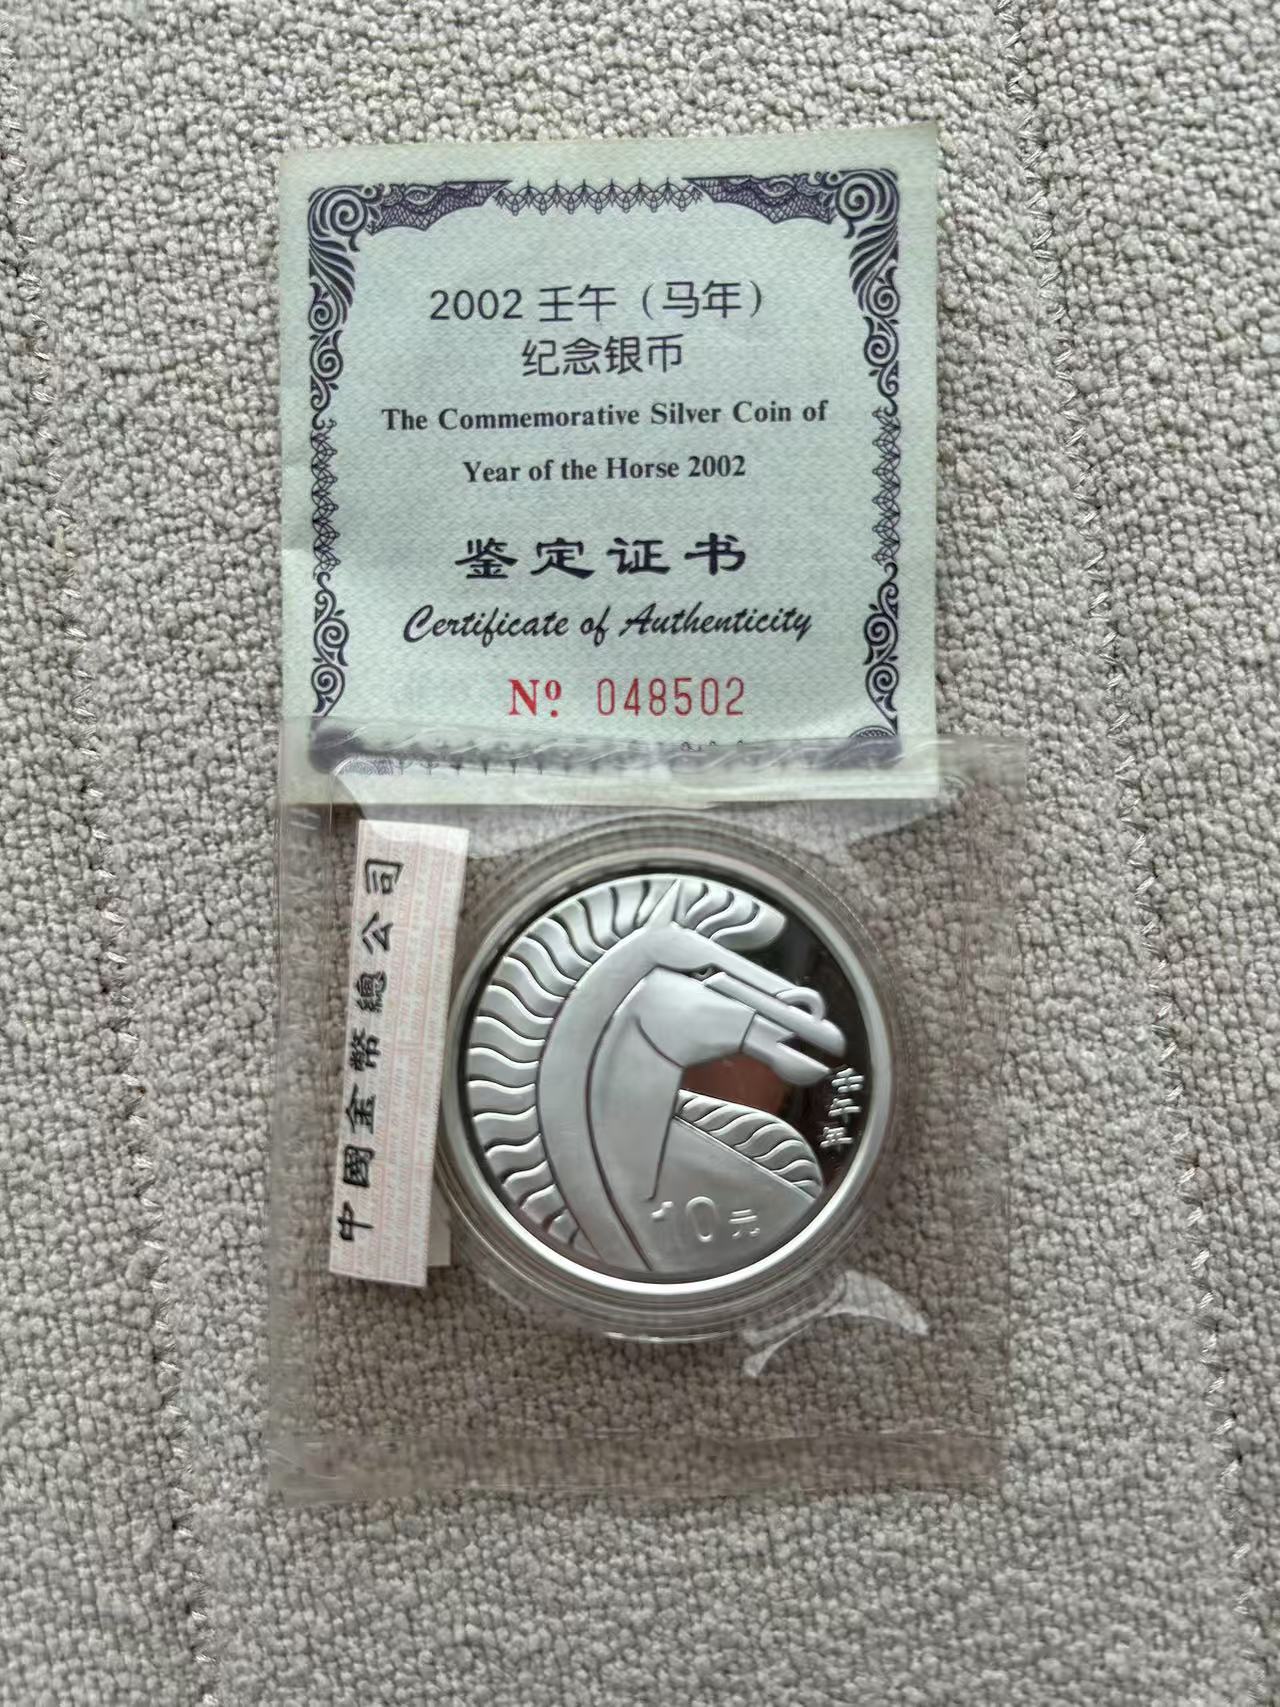 2002 壬午（马年）
纪念银币
The Commemorative Silver Coin of
Year of the Horse 2002
鉴定证书
Certificate of Authenticity
Nº 048502
中國金幣總公司
壬午年
10元